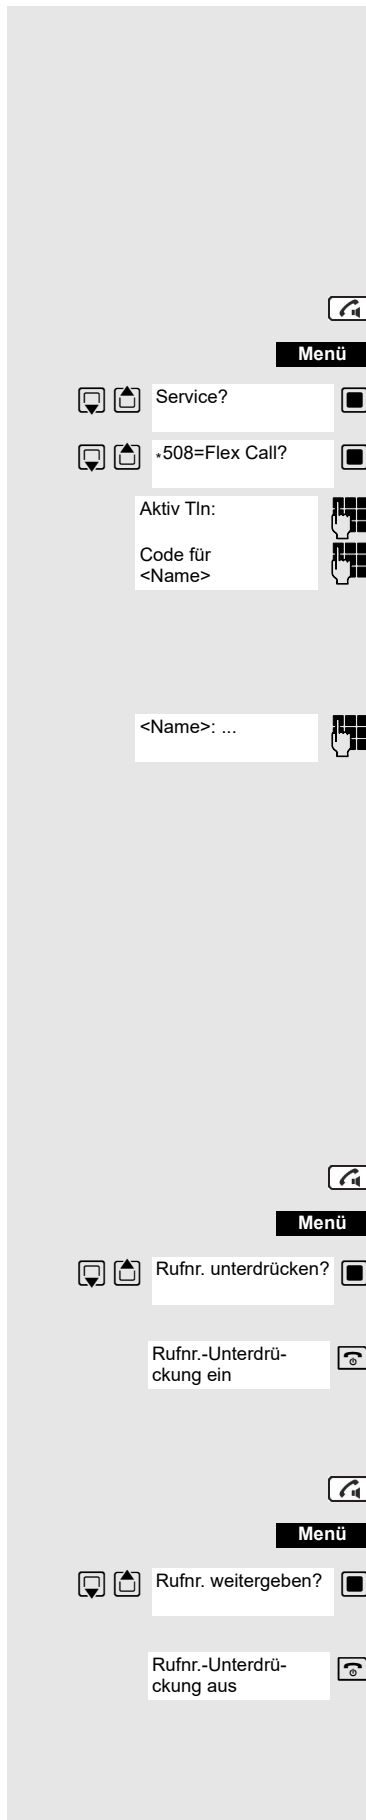 Menü
Service?
*508=Flex Call?
Aktiv Tln:
Code für
<Name>
<Name>: ...
Menü
Rufnr. unterdrücken?
Rufnr.-Unterdrü-
ckung ein
Menü
Rufnr. weitergeben?
Rufnr.-Unterdrü-
ckung aus